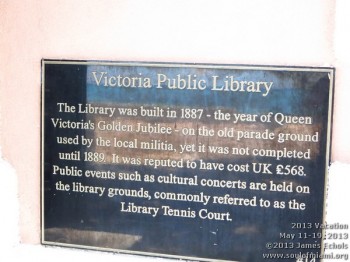 Victoria Public Library
The Library was built in 1887 - the year of Queen
Victoria's Golden Jubilee - on the old parade ground
used by the local militia, yet it was not completed
until 1889. It was reputed to have cost UK £568.
Public events such as cultural concerts are held on
the library grounds, commonly referred to as the
Library Tennis Court.
2013 Vacation
May 11-19, 2013
©2013 James Echols
www.soulofmiami.org